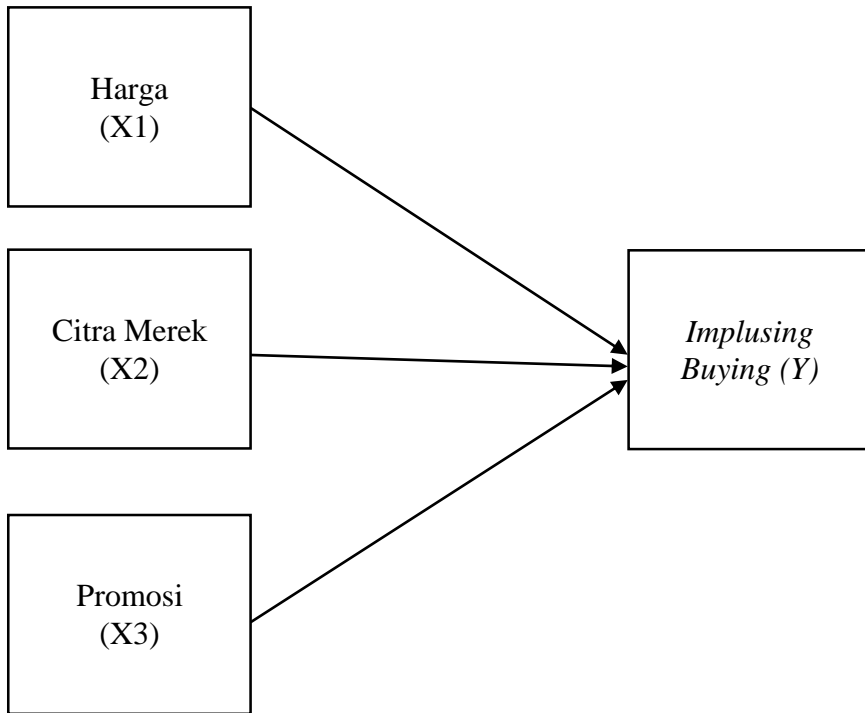 Harga
(X1)
Citra Merek
(X2)
Implusing
Buying (Y)
Promosi
(X3)